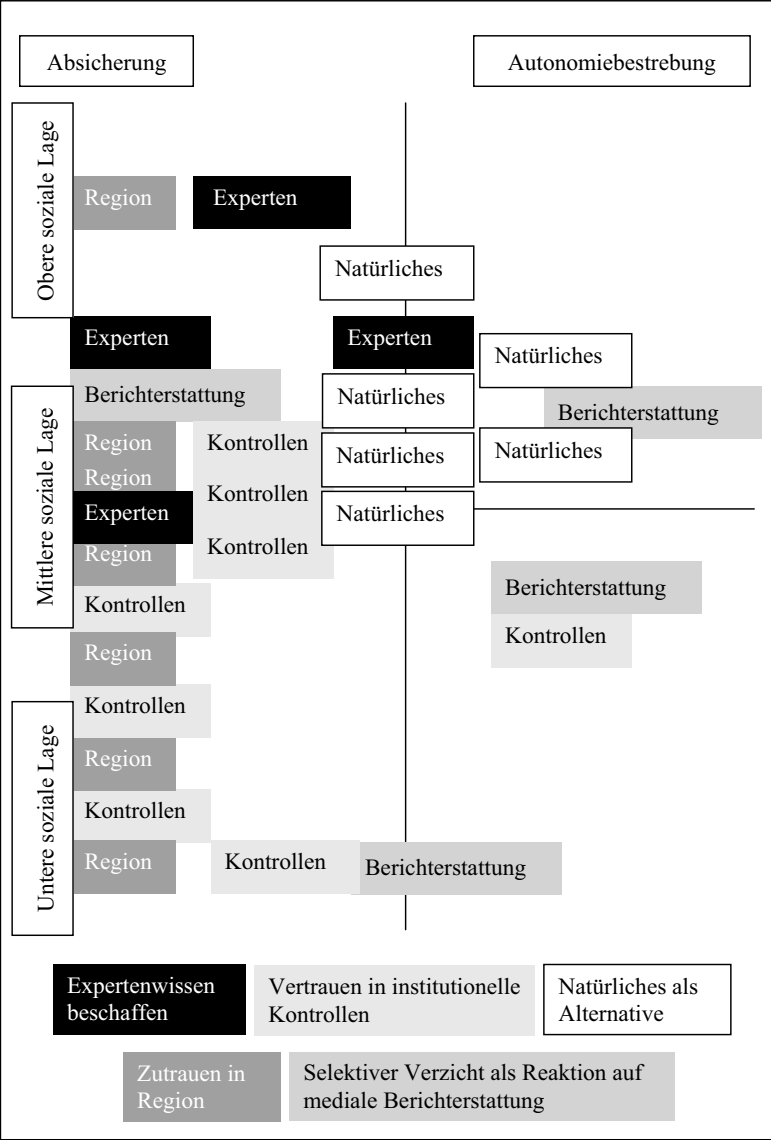 Absicherung
Autonomiebestrebung
Obere soziale Lage
Region
Experten
Natürliches
Experten
Experten
Natürliches
Mittlere soziale Lage
Berichterstattung
Natürliches
Berichterstattung
Region
Kontrollen
Natürliches
Natürliches
Region
Kontrollen
Experten
Natürliches
Region
Kontrollen
Berichterstattung
Kontrollen
Kontrollen
Region
Kontrollen
Untere soziale Lage
Region
Kontrollen
Region
Kontrollen
Berichterstattung
Expertenwissen
beschaffen
Vertrauen in institutionelle
Kontrollen
Natürliches als
Alternative
Zutrauen in
Region
Selektiver Verzicht als Reaktion auf
mediale Berichterstattung